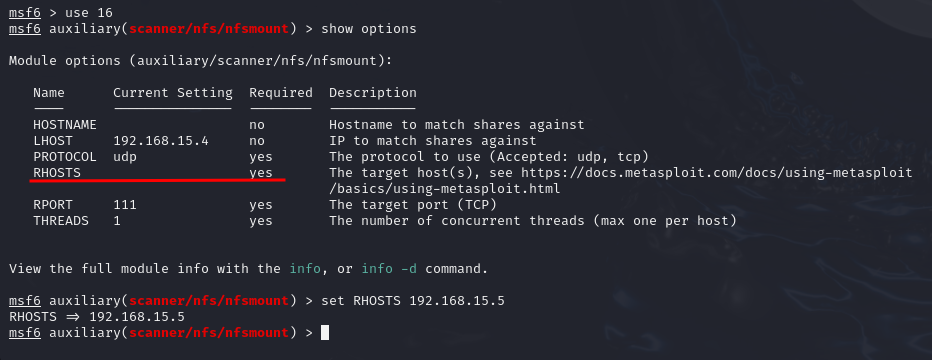 msf6 > use 16
msf6 auxiliary(scanner/nfs/nfsmount) > show options
Module options (auxiliary/scanner/nfs/nfsmount):
Name Current Setting Required Description
---- --------------- -------- -----------
HOSTNAME no Hostname to match shares against
LHOST 192.168.15.4 no IP to match shares against
PROTOCOL udp yes The protocol to use (Accepted: udp, tcp)
RHOSTS yes The target host(s), see https://docs.metasploit.com/docs/using-metasploit
/basics/using-metasploit.html
RPORT 111 yes The target port (TCP)
THREADS 1 yes The number of concurrent threads (max one per host)
View the full module info with the info, or info -d command.
msf6 auxiliary(scanner/nfs/nfsmount) > set RHOSTS 192.168.15.5
RHOSTS => 192.168.15.5
msf6 auxiliary(scanner/nfs/nfsmount) >